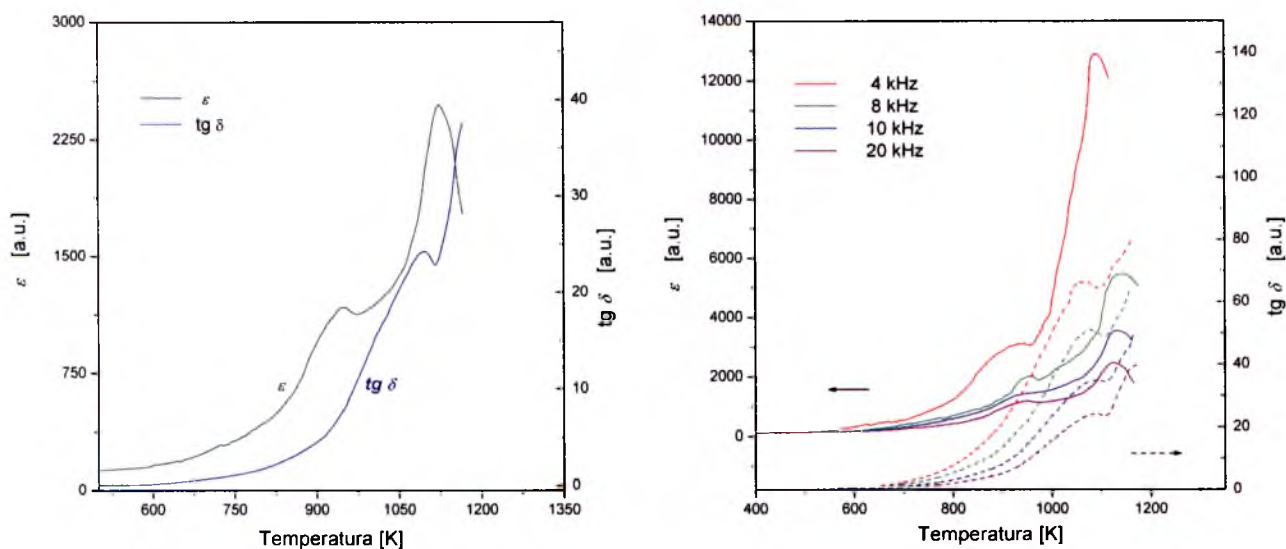 3000
2250
1500
750
0
ε [a.u.]
ε
tg δ
ε
tg δ
40
30
20
10
0
tg δ [a.u.]
600 750 900 1050 1200 1350
Temperatura [K]
14000
12000
10000
8000
6000
4000
2000
0
ε [a.u.]
4 kHz
8 kHz
10 kHz
20 kHz
140
120
100
80
60
40
20
0
tg δ [a.u.]
400 600 800 1000 1200
Temperatura [K]